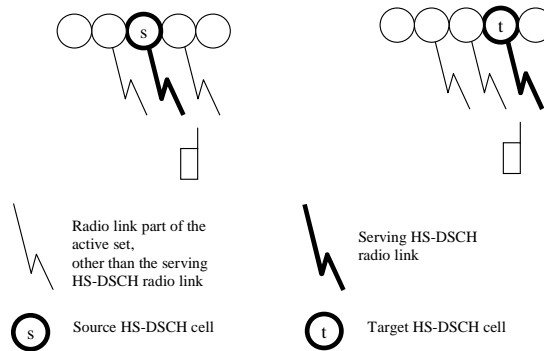 s
t
Radio link part of the
active set,
other than the serving
HS-DSCH radio link
Serving HS-DSCH
radio link
s
Source HS-DSCH cell
t
Target HS-DSCH cell